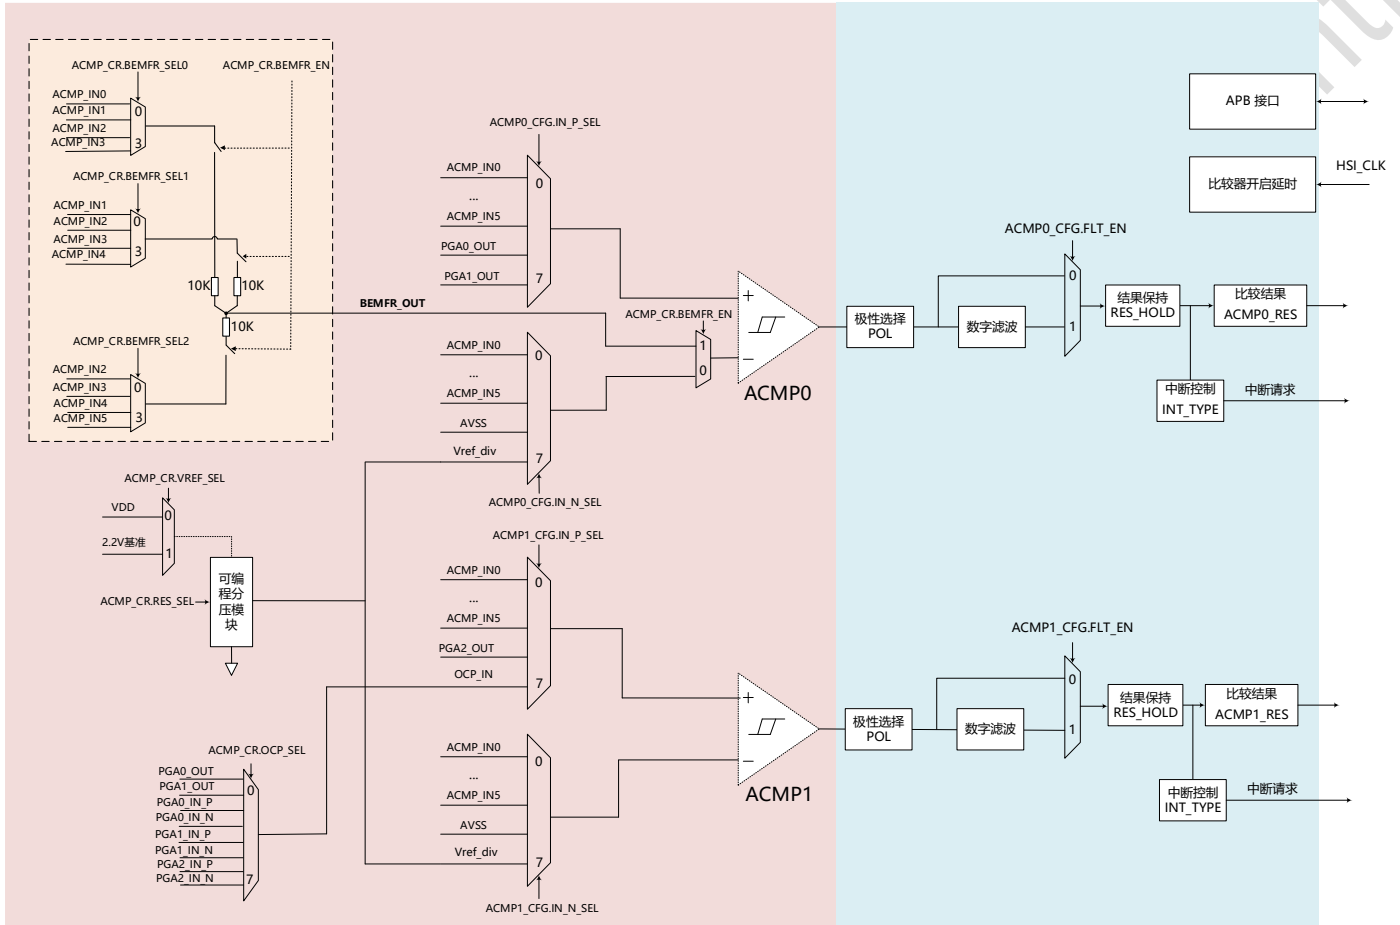 ACMP_CR.BEMFR_SEL0
ACMP_CR.BEMFR_EN
ACMP_IN0
ACMP_IN1
ACMP_IN2
ACMP_IN3
0
3
ACMP_CR.BEMFR_SEL1
ACMP_IN1
ACMP_IN2
ACMP_IN3
ACMP_IN4
0
3
10K
10K
10K
ACMP_CR.BEMFR_SEL2
ACMP_IN2
ACMP_IN3
ACMP_IN4
ACMP_IN5
0
3
BEMFR_OUT
ACMP_CR.VREF_SEL
VDD
2.2V基准
0
1
ACMP_CR.RES_SEL
可编
程分
压模
块
ACMP_CR.OCP_SEL
PGA0_OUT
PGA1_OUT
PGA0_IN_P
PGA0_IN_N
PGA1_IN_P
PGA1_IN_N
PGA2_IN_P
PGA2_IN_N
0
7
ACMP0_CFG.IN_P_SEL
ACMP_IN0
...
ACMP_IN5
PGA0_OUT
PGA1_OUT
0
7
ACMP_IN0
...
ACMP_IN5
AVSS
Vref_div
0
7
ACMP0_CFG.IN_N_SEL
ACMP_CR.BEMFR_EN
1
0
+
−
ACMP0
ACMP1_CFG.IN_P_SEL
ACMP_IN0
...
ACMP_IN5
PGA2_OUT
OCP_IN
0
7
ACMP_IN0
...
ACMP_IN5
AVSS
Vref_div
0
7
ACMP1_CFG.IN_N_SEL
+
−
ACMP1
APB 接口
比较器开启延时
HSI_CLK
ACMP0_CFG.FLT_EN
极性选择
POL
数字滤波
0
1
结果保持
RES_HOLD
比较结果
ACMP0_RES
中断控制
INT_TYPE
中断请求
ACMP1_CFG.FLT_EN
极性选择
POL
数字滤波
0
1
结果保持
RES_HOLD
比较结果
ACMP1_RES
中断控制
INT_TYPE
中断请求